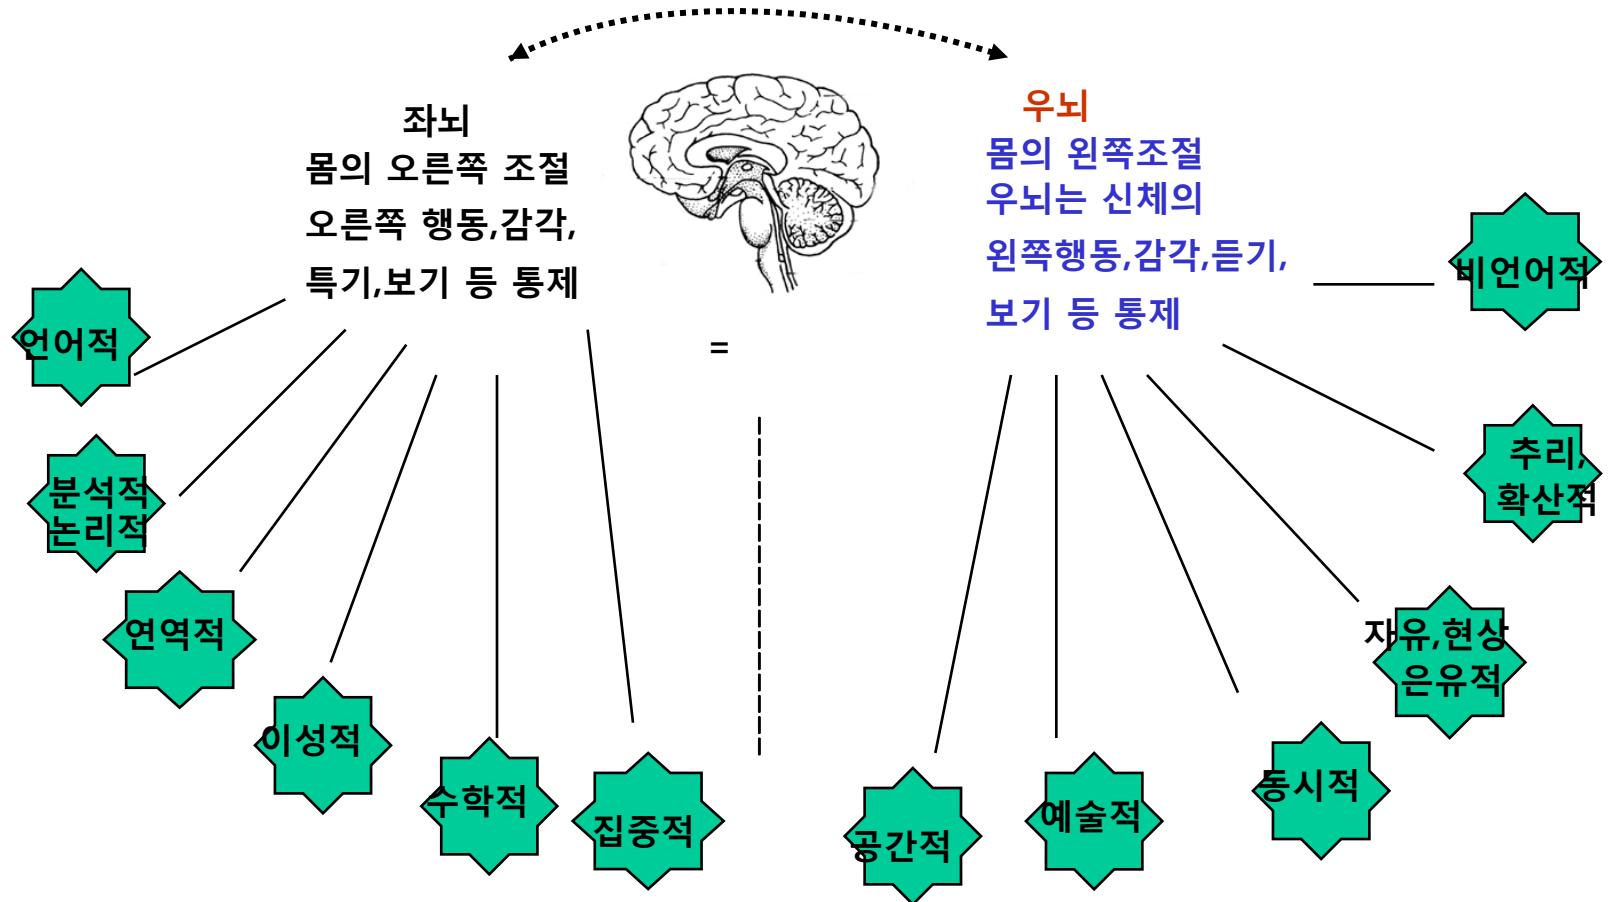 좌뇌
몸의 오른쪽 조절
오른쪽 행동,감각,
특기,보기 등 통제
우뇌
몸의 왼쪽조절
우뇌는 신체의
왼쪽행동,감각,듣기,
보기 등 통제
=
언어적
분석적
논리적
연역적
이성적
수학적
집중적
공간적
예술적
동시적
자유,현상
은유적
추리,
확산적
비언어적